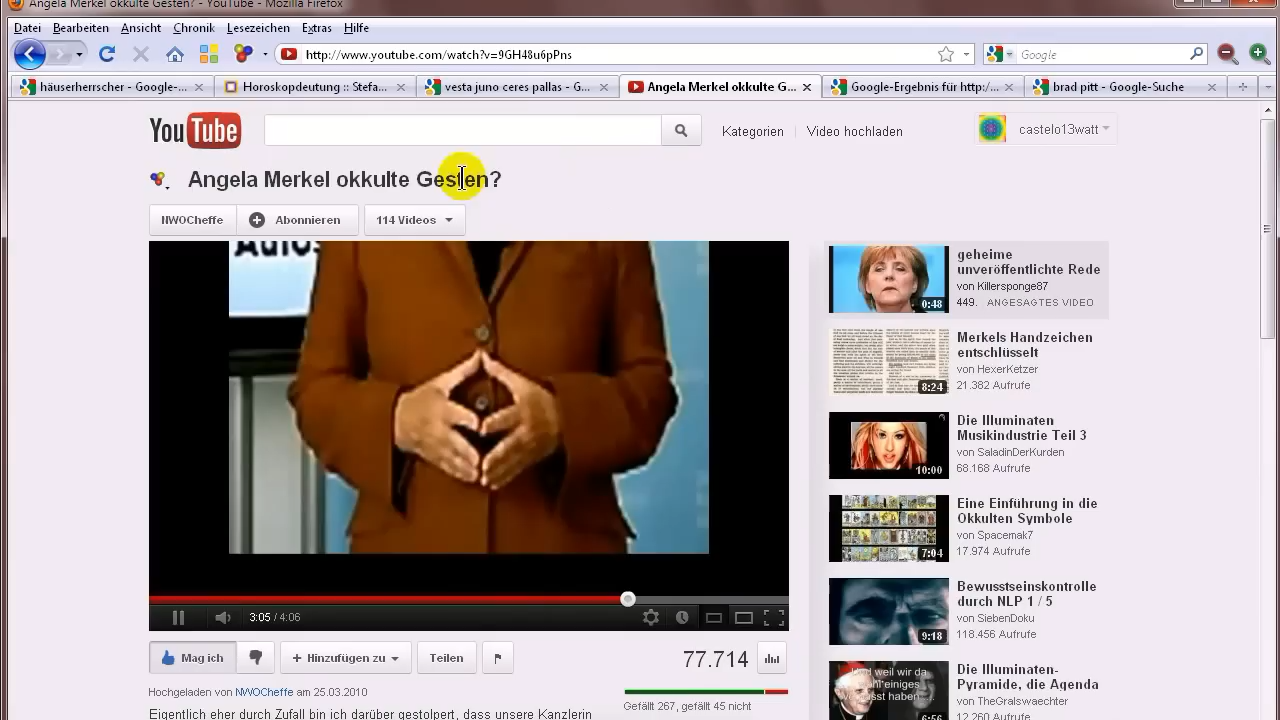 Angela Merkel okkulte Gesten? - YouTube - Mozilla Firefox
Datei Bearbeiten Ansicht Chronik Lesezeichen Extras Hilfe
http://www.youtube.com/watch?v=9GH48u6pPns
Google
häuserherrscher - Google-...
Horoskopdeutung :: Stefa...
vesta juno ceres pallas - G...
Angela Merkel okkulte G...
Google-Ergebnis für http:/...
brad pitt - Google-Suche
YouTube
Kategorien
Video hochladen
castelo13watt
Angela Merkel okkulte Gesten?
NWOCheffe
Abonnieren
114 Videos
3:05 / 4:06
Mag ich
Hinzufügen zu
Teilen
77.714
Hochgeladen von NWOCheffe am 25.03.20
Gefällt 267, gefällt 45 nicht
Eigentlich eher durch Zufall bin ich darüber gestolpert, dass unsere Kanzlerin
geheime
unveröffentlichte Rede
von Killersponge87
449. ANGESAGTES VIDEO
0:48
Merkels Handzeichen
entschlüsselt
von HexerKetzer
21.382 Aufrufe
8:24
Die Illuminaten
Musikindustrie Teil 3
von SaladinDerKurden
68.168 Aufrufe
10:00
Eine Einführung in die
Okkulten Symbole
von Spacemak7
17.974 Aufrufe
7:04
Bewusstseinskontrolle
durch NLP 1 / 5
von SiebenDoku
118.456 Aufrufe
9:18
Die Illuminaten-
Pyramide, die Agenda
von TheGralswaechter
12.260 Aufrufe
6:56